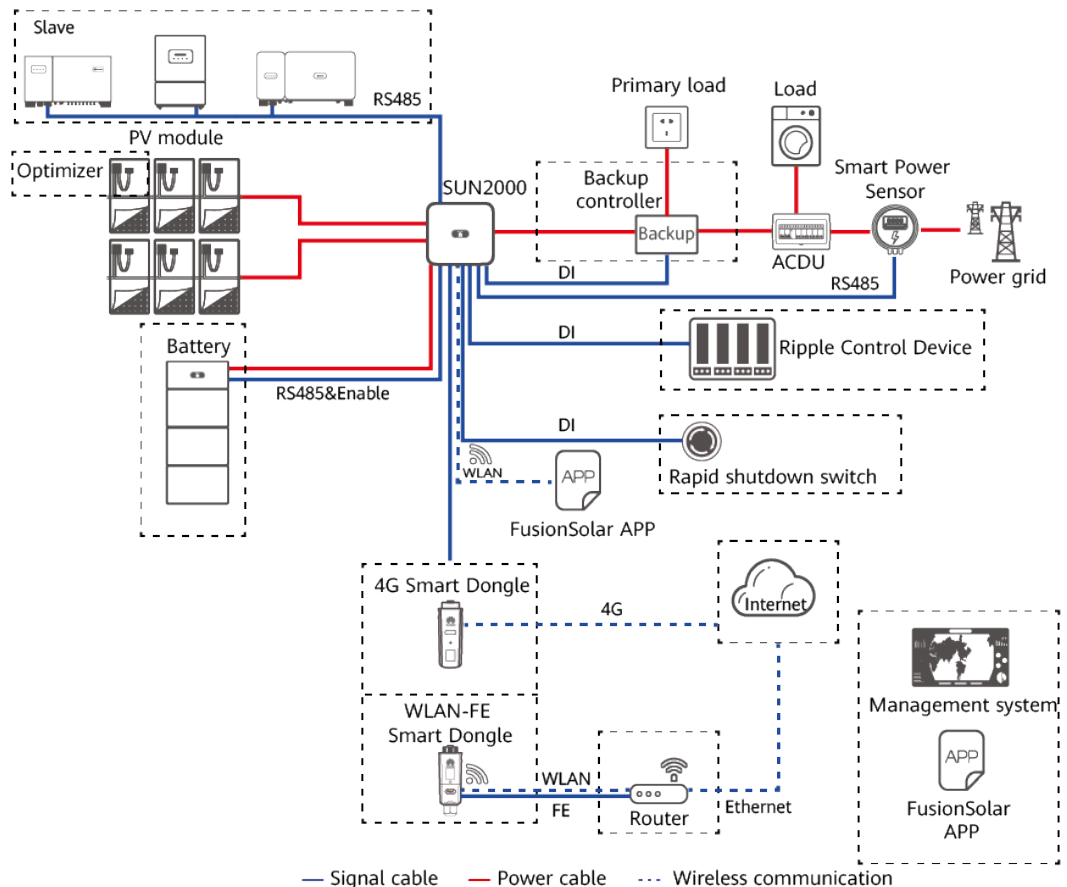 Slave
RS485
PV module
Optimizer
SUN2000
Primary load
Load
Backup
controller
Backup
Smart Power
Sensor
ACDU
Power grid
DI
RS485
Battery
RS485&Enable
DI
Ripple Control Device
DI
Rapid shutdown switch
WLAN
APP
FusionSolar APP
4G Smart Dongle
4G
Internet
WLAN-FE
Smart Dongle
WLAN
FE
Router
Ethernet
Management system
APP
FusionSolar
APP
Signal cable
Power cable
Wireless communication